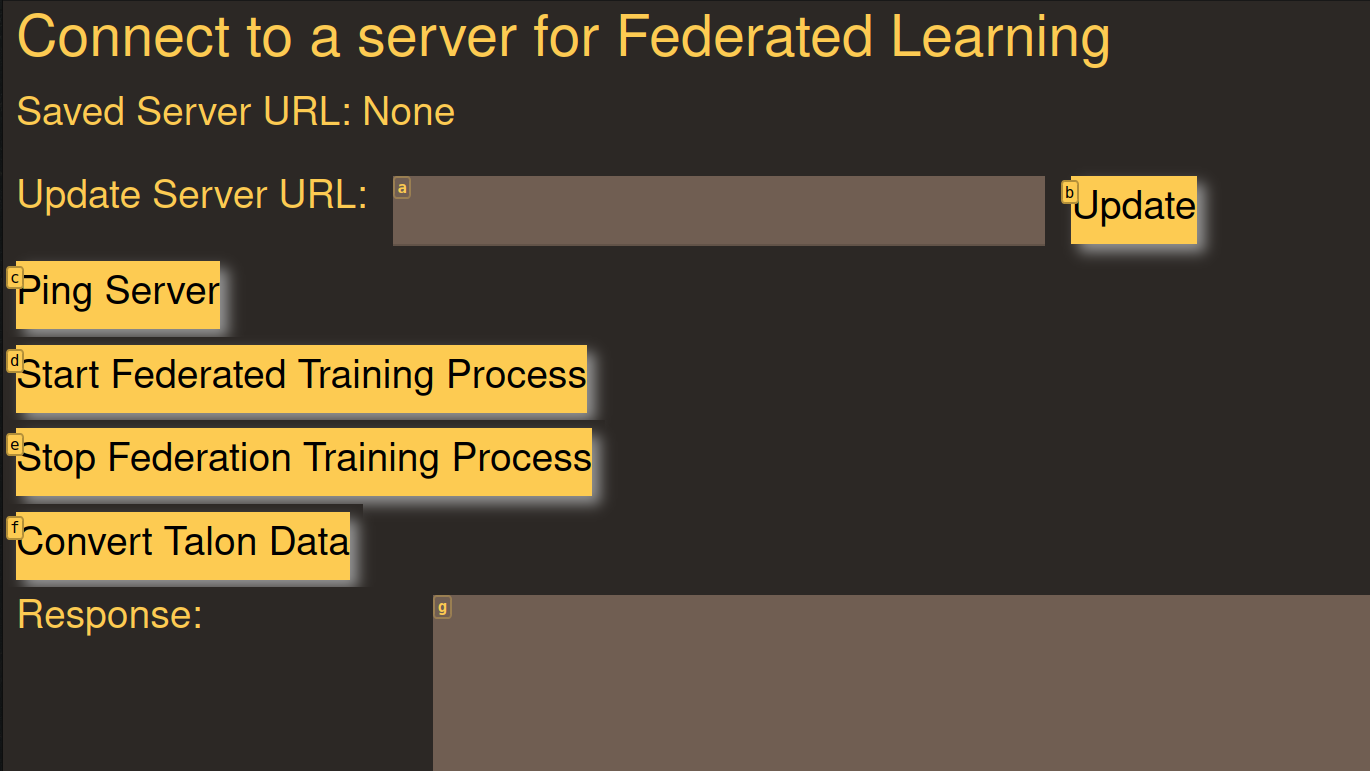 Connect to a server for Federated Learning
Saved Server URL: None
Update Server URL: a b Update
c Ping Server
d Start Federated Training Process
e Stop Federation Training Process
f Convert Talon Data
Response: g